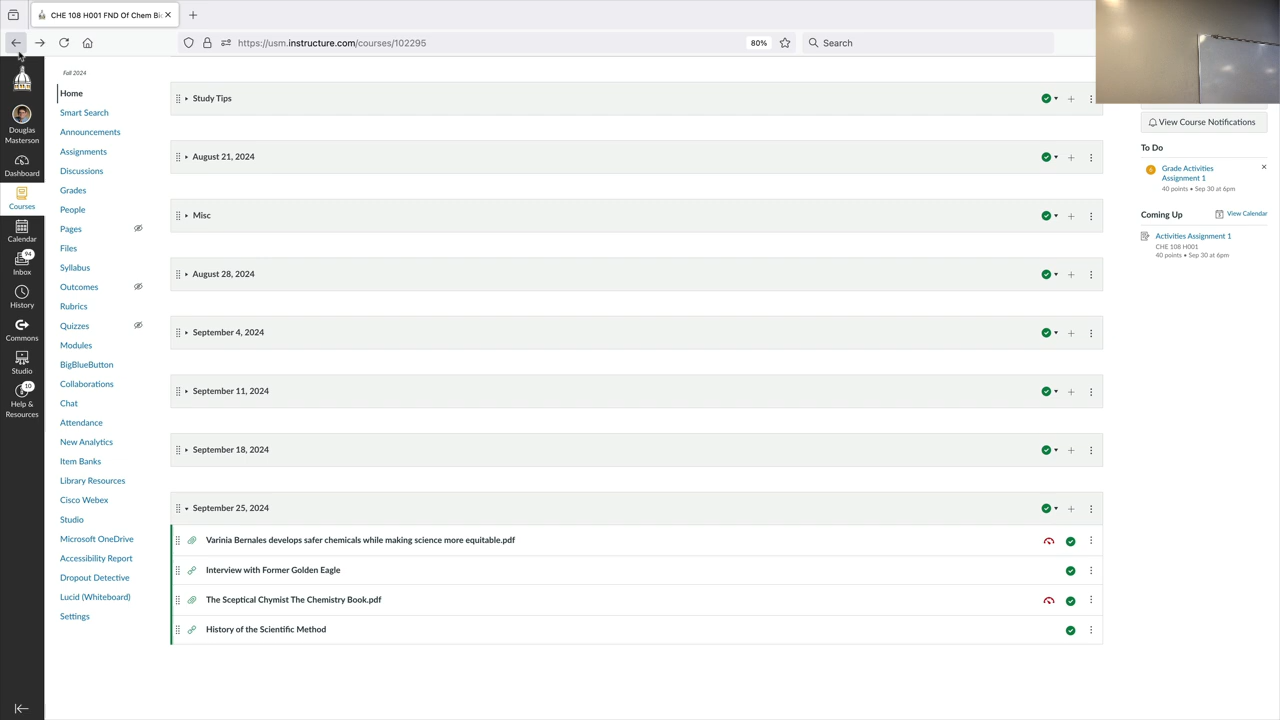 CHE 108 H001 FND Of Chem Bi
https://usm.instructure.com/courses/102295
80%
Search
Douglas
Masterson
Dashboard
Courses
Calendar
94
Inbox
History
Commons
Studio
10
Help &
Resources
Fall 2024
Home
Smart Search
Announcements
Assignments
Discussions
Grades
People
Pages
Files
Syllabus
Outcomes
Rubrics
Quizzes
Modules
BigBlueButton
Collaborations
Chat
Attendance
New Analytics
Item Banks
Library Resources
Cisco Webex
Studio
Microsoft OneDrive
Accessibility Report
Dropout Detective
Lucid (Whiteboard)
Settings
Study Tips
August 21, 2024
Misc
August 28, 2024
September 4, 2024
September 11, 2024
September 18, 2024
September 25, 2024
Varinia Bernales develops safer chemicals while making science more equitable.pdf
Interview with Former Golden Eagle
The Sceptical Chymist The Chemistry Book.pdf
History of the Scientific Method
View Course Notifications
To Do
Grade Activities
Assignment 1
40 points • Sep 30 at 6pm
Coming Up
View Calendar
Activities Assignment 1
CHE 108 H001
40 points • Sep 30 at 6pm